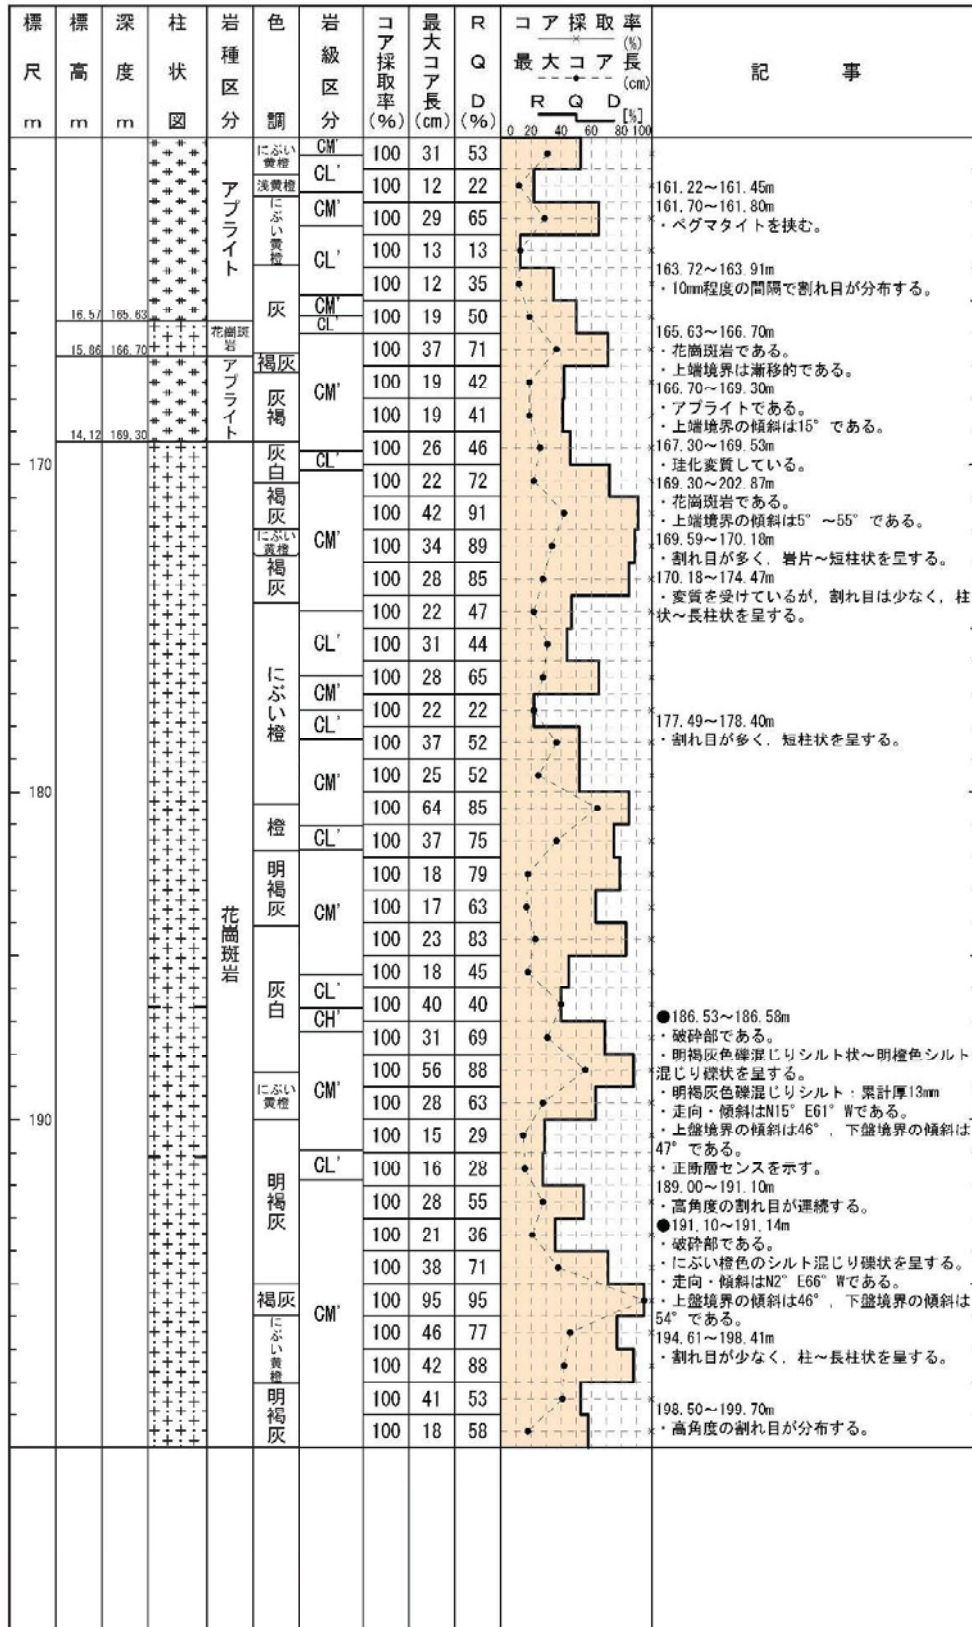 標尺m
標高m
深度m
柱状図
岩種区分
色調
岩級区分
コア採取率(%)
最大コア長(cm)
RQD(%)
コア採取率(%)
最大コア長(cm)
RQD[%]
0 20 40 60 80 100
記事
170
180
190
16.57 165.63
15.86 166.70
14.12 169.30
アプライト
花崗斑岩
アプライト
花崗斑岩
にぶい黄橙
浅黄橙
にぶい黄橙
灰
褐灰
灰褐
灰白
褐灰
にぶい黄橙
褐灰
にぶい橙
橙
明褐灰
灰白
にぶい黄橙
明褐灰
褐灰
にぶい黄橙
明褐灰
CM'
CL'
CM'
CL'
CM'
CL'
CM'
CL'
CM'
CL'
CM'
CL'
CM'
CL'
CM'
CL'
CH'
CM'
CL'
CM'
100 31 53
100 12 22
100 29 65
100 13 13
100 12 35
100 19 50
100 37 71
100 19 42
100 19 41
100 26 46
100 22 72
100 42 91
100 34 89
100 28 85
100 22 47
100 31 44
100 28 65
100 22 22
100 37 52
100 25 52
100 64 85
100 37 75
100 18 79
100 17 63
100 23 83
100 18 45
100 40 40
100 31 69
100 56 88
100 28 63
100 15 29
100 16 28
100 28 55
100 21 36
100 38 71
100 95 95
100 46 77
100 42 88
100 41 53
100 18 58
161.22～161.45m
161.70～161.80m
・ペグマタイトを挟む。
163.72～163.91m
・10mm程度の間隔で割れ目が分布する。
165.63～166.70m
・花崗斑岩である。
・上端境界は漸移的である。
166.70～169.30m
・アプライトである。
・上端境界の傾斜は15°である。
167.30～169.53m
・珪化変質している。
169.30～202.87m
・花崗斑岩である。
・上端境界の傾斜は5°～55°である。
169.59～170.18m
・割れ目が多く，岩片～短柱状を呈する。
170.18～174.47m
・変質を受けているが，割れ目は少なく，柱
状～長柱状を呈する。
177.49～178.40m
・割れ目が多く，短柱状を呈する。
●186.53～186.58m
・破砕部である。
・明褐灰色礫混じりシルト状～明橙色シルト
混じり礫状を呈する。
・明褐灰色礫混じりシルト：累計厚13mm
・走向・傾斜はN15°E61°Wである。
・上盤境界の傾斜は46°，下盤境界の傾斜は
47°である。
・正断層センスを示す。
189.00～191.10m
・高角度の割れ目が連続する。
●191.10～191.14m
・破砕部である。
・にぶい橙色のシルト混じり礫状を呈する。
・走向・傾斜はN2°E66°Wである。
・上盤境界の傾斜は46°，下盤境界の傾斜は
54°である。
194.61～198.41m
・割れ目が少なく，柱～長柱状を呈する。
198.50～199.70m
・高角度の割れ目が分布する。